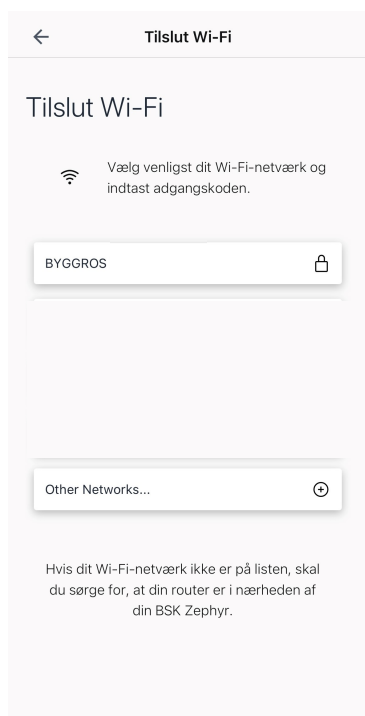 Tilslut Wi-Fi
Tilslut Wi-Fi
Vælg venligst dit Wi-Fi-netværk og
indtast adgangskoden.
BYGGROS
Other Networks...
Hvis dit Wi-Fi-netværk ikke er på listen, skal
du sørge for, at din router er i nærheden af
din BSK Zephyr.